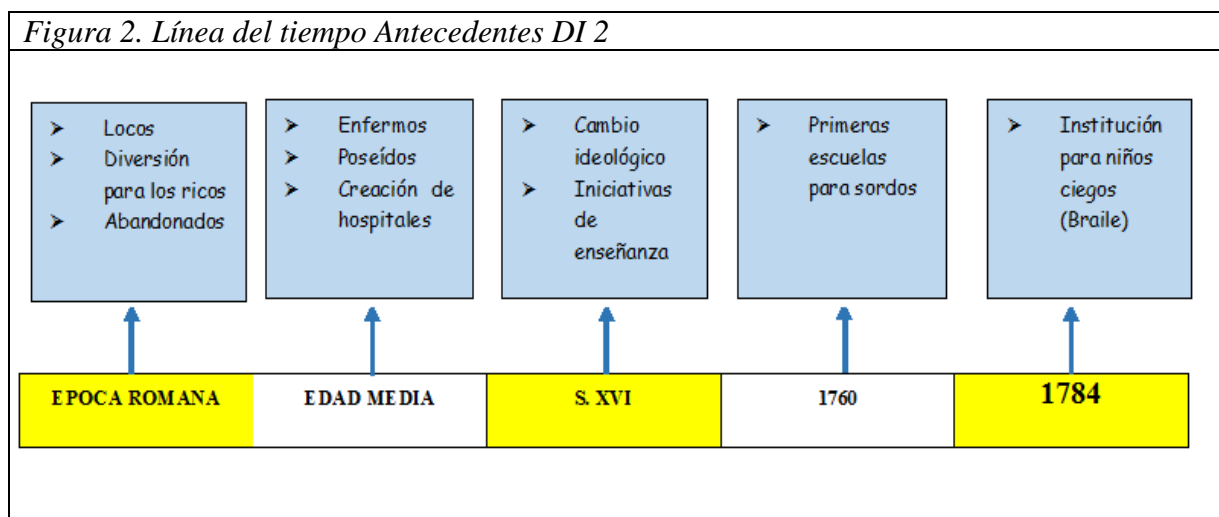 Figura 2. Línea del tiempo Antecedentes DI 2
➢ Locos
➢ Diversión
para los ricos
➢ Abandonados
➢ Enfermos
➢ Poseídos
➢ Creación de
hospitales
➢ Cambio
ideológico
➢ Iniciativas
de
enseñanza
➢ Primeras
escuelas
para sordos
➢ Institución
para niños
ciegos
(Braile)
EPOCA ROMANA
EDAD MEDIA
S. XVI
1760
1784